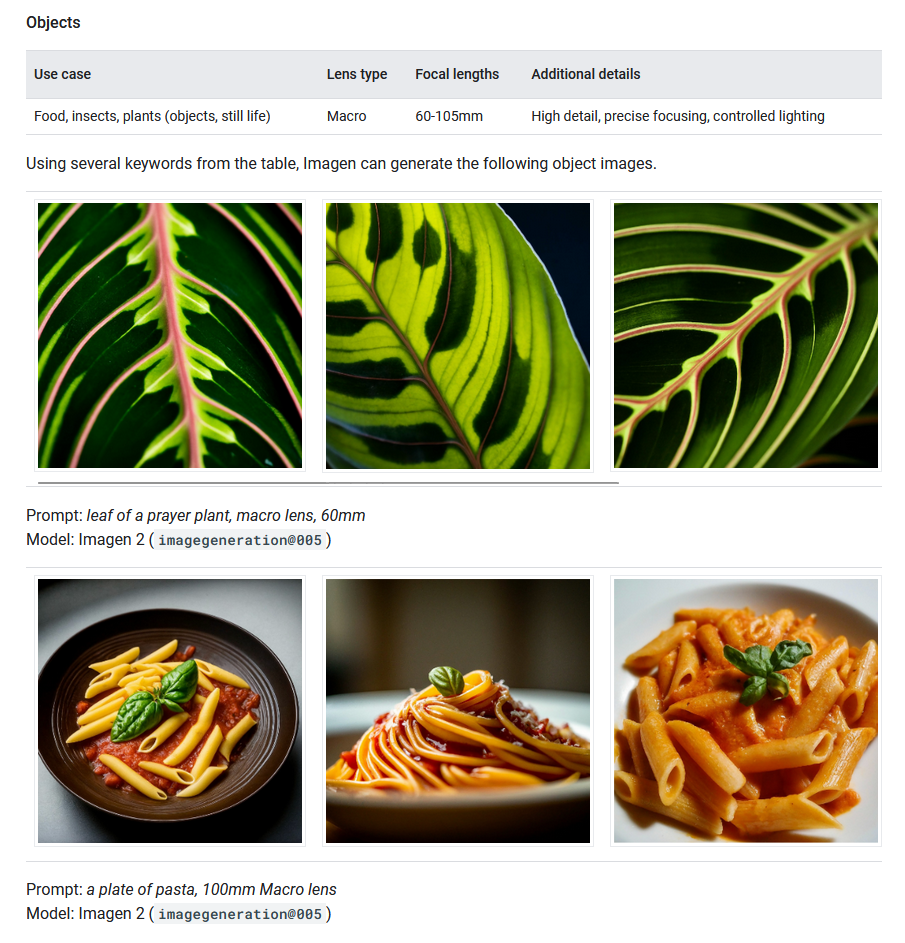 Objects
Use case Lens type Focal lengths Additional details
Food, insects, plants (objects, still life) Macro 60-105mm High detail, precise focusing, controlled lighting
Using several keywords from the table, Imagen can generate the following object images.
Prompt: leaf of a prayer plant, macro lens, 60mm
Model: Imagen 2 ( imagegeneration@005 )
Prompt: a plate of pasta, 100mm Macro lens
Model: Imagen 2 ( imagegeneration@005 )